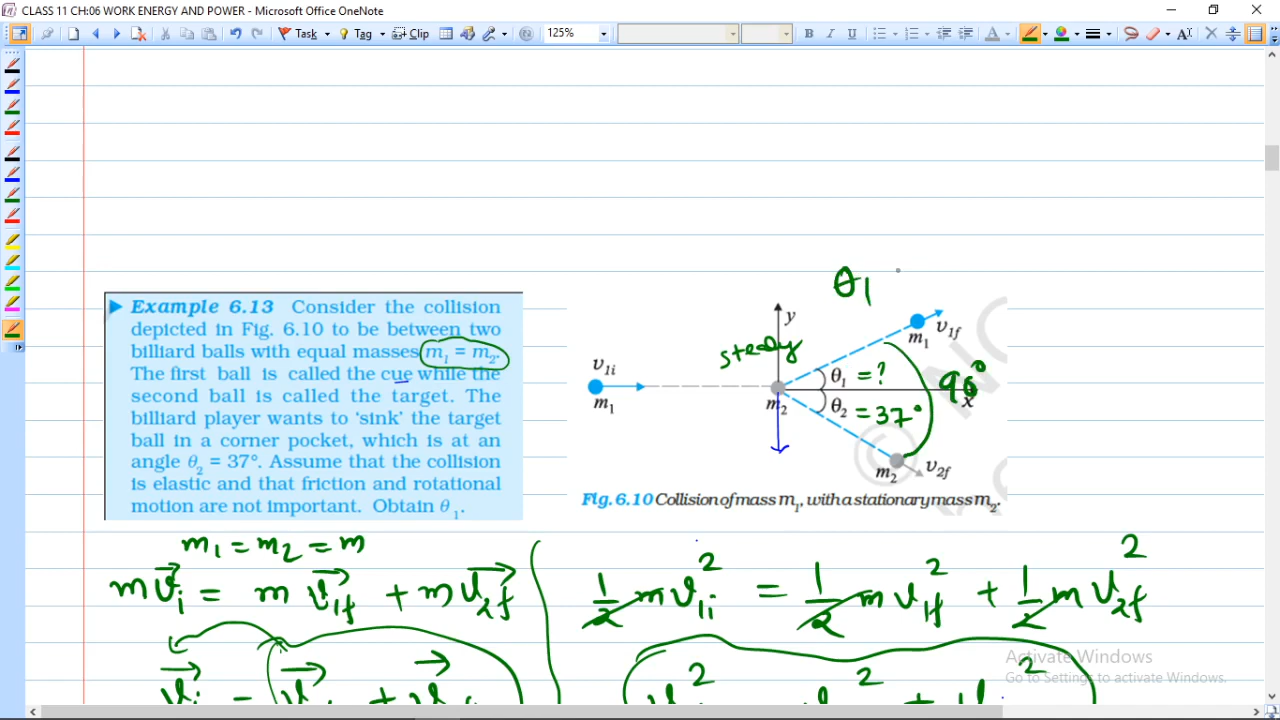 CLASS 11 CH:06 WORK ENERGY AND POWER - Microsoft Office OneNote
Task Tag Clip 125% B I U A
Example 6.13 Consider the collision
depicted in Fig. 6.10 to be between two
billiard balls with equal masses m₁ = m₂.
The first ball is called the cue while the
second ball is called the target. The
billiard player wants to 'sink' the target
ball in a corner pocket, which is at an
angle θ₂ = 37°. Assume that the collision
is elastic and that friction and rotational
motion are not important. Obtain θ₁.
θ1
y
steady
m₁ v₁f
v₁i
θ₁ = ?
90°
x
m₁
m₂
θ₂ = 37°
m₂ v₂f
Fig. 6.10 Collision of mass m₁, with a stationary mass m₂.
m₁ = m₂ = m
mv⃗ᵢ = m v⃗₁f + m v⃗₂f
½ m v₁ᵢ² = ½ m v₁f² + ½ m v₂f²
Activate Windows
Go to Settings to activate Windows.